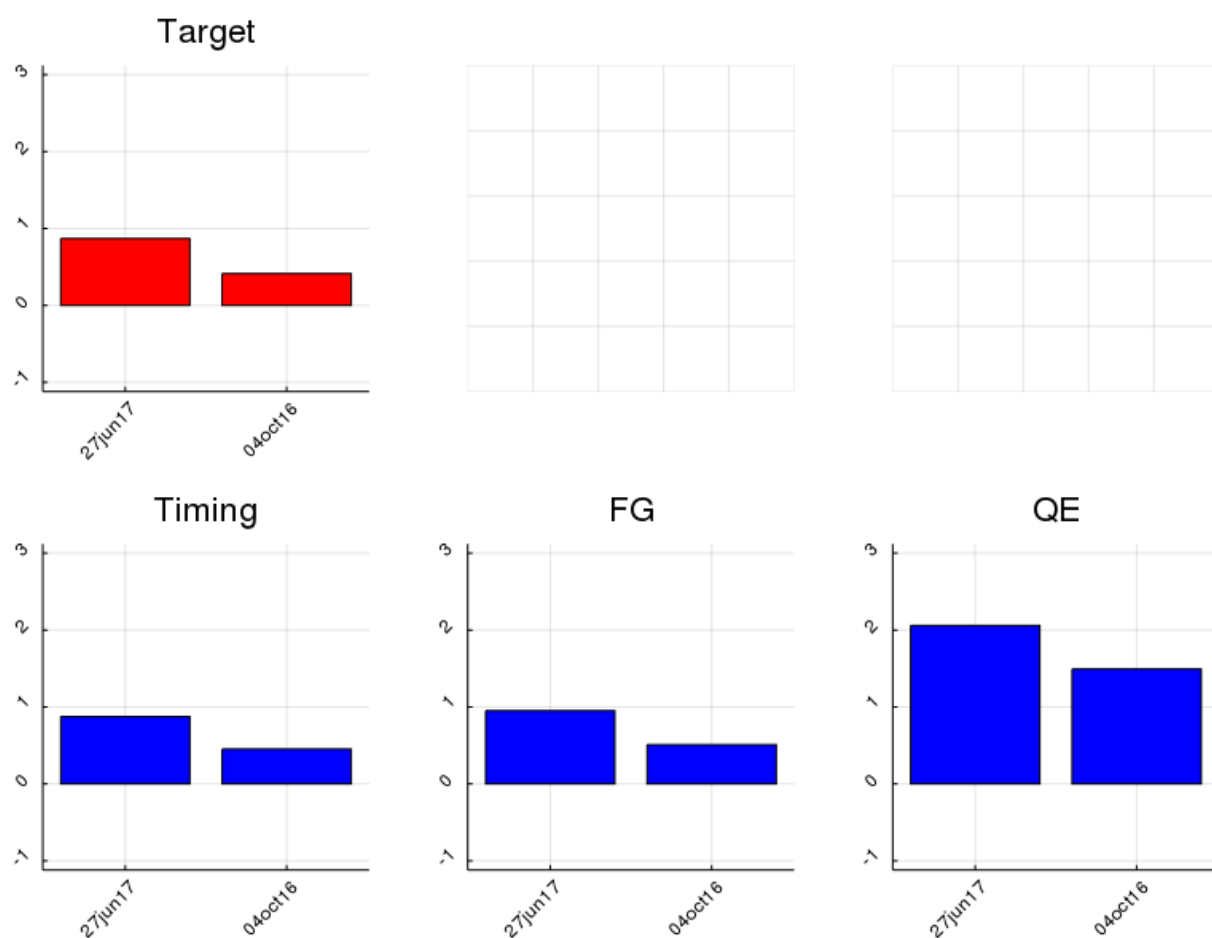 Target
3
2
1
0
-1
27jun17 04oct16
Timing FG QE
3 3 3
2 2 2
1 1 1
0 0 0
-1 -1 -1
27jun17 04oct16 27jun17 04oct16 27jun17 04oct16